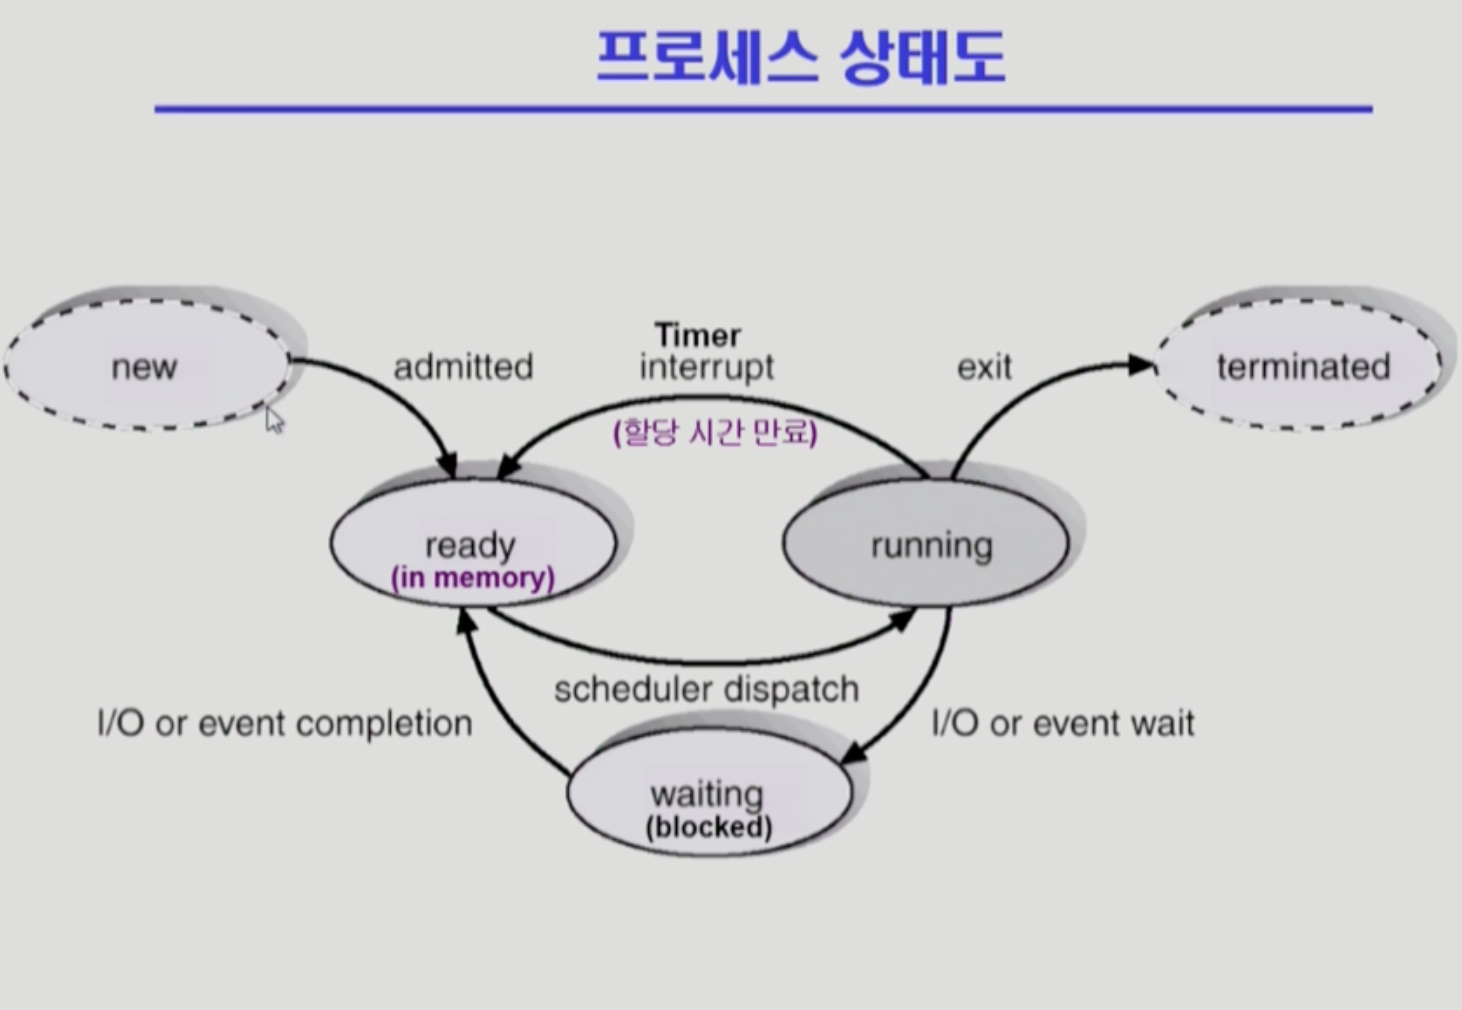 프로세스 상태도
new
admitted
Timer
interrupt
(할당 시간 만료)
exit
terminated
ready
(in memory)
running
scheduler dispatch
I/O or event completion
I/O or event wait
waiting
(blocked)